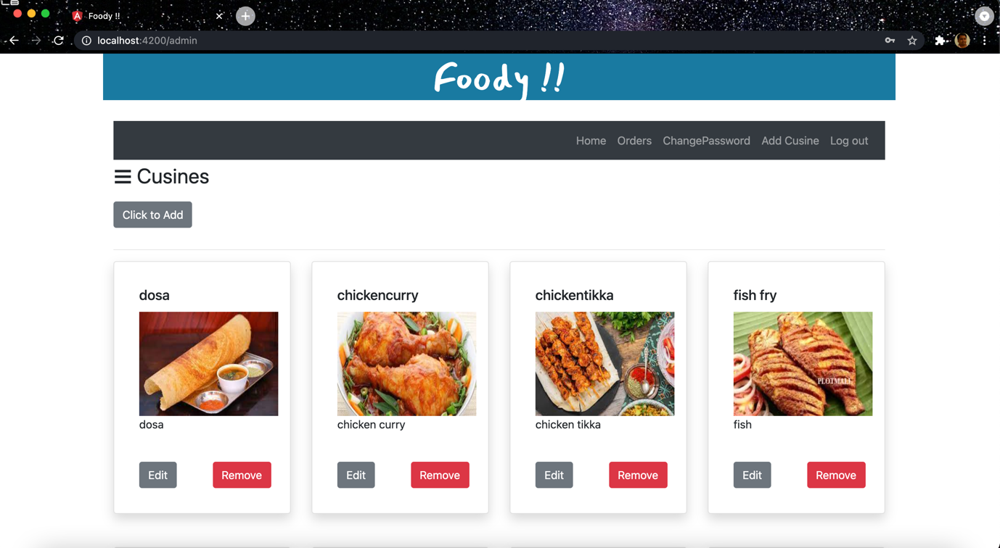 Foody !!
localhost:4200/admin
Foody !!
Home Orders ChangePassword Add Cusine Log out
Cusines
Click to Add
dosa chickencurry chickentikka fish fry
PLOTMALL
dosa chicken curry chicken tikka fish
Edit Remove Edit Remove Edit Remove Edit Remove